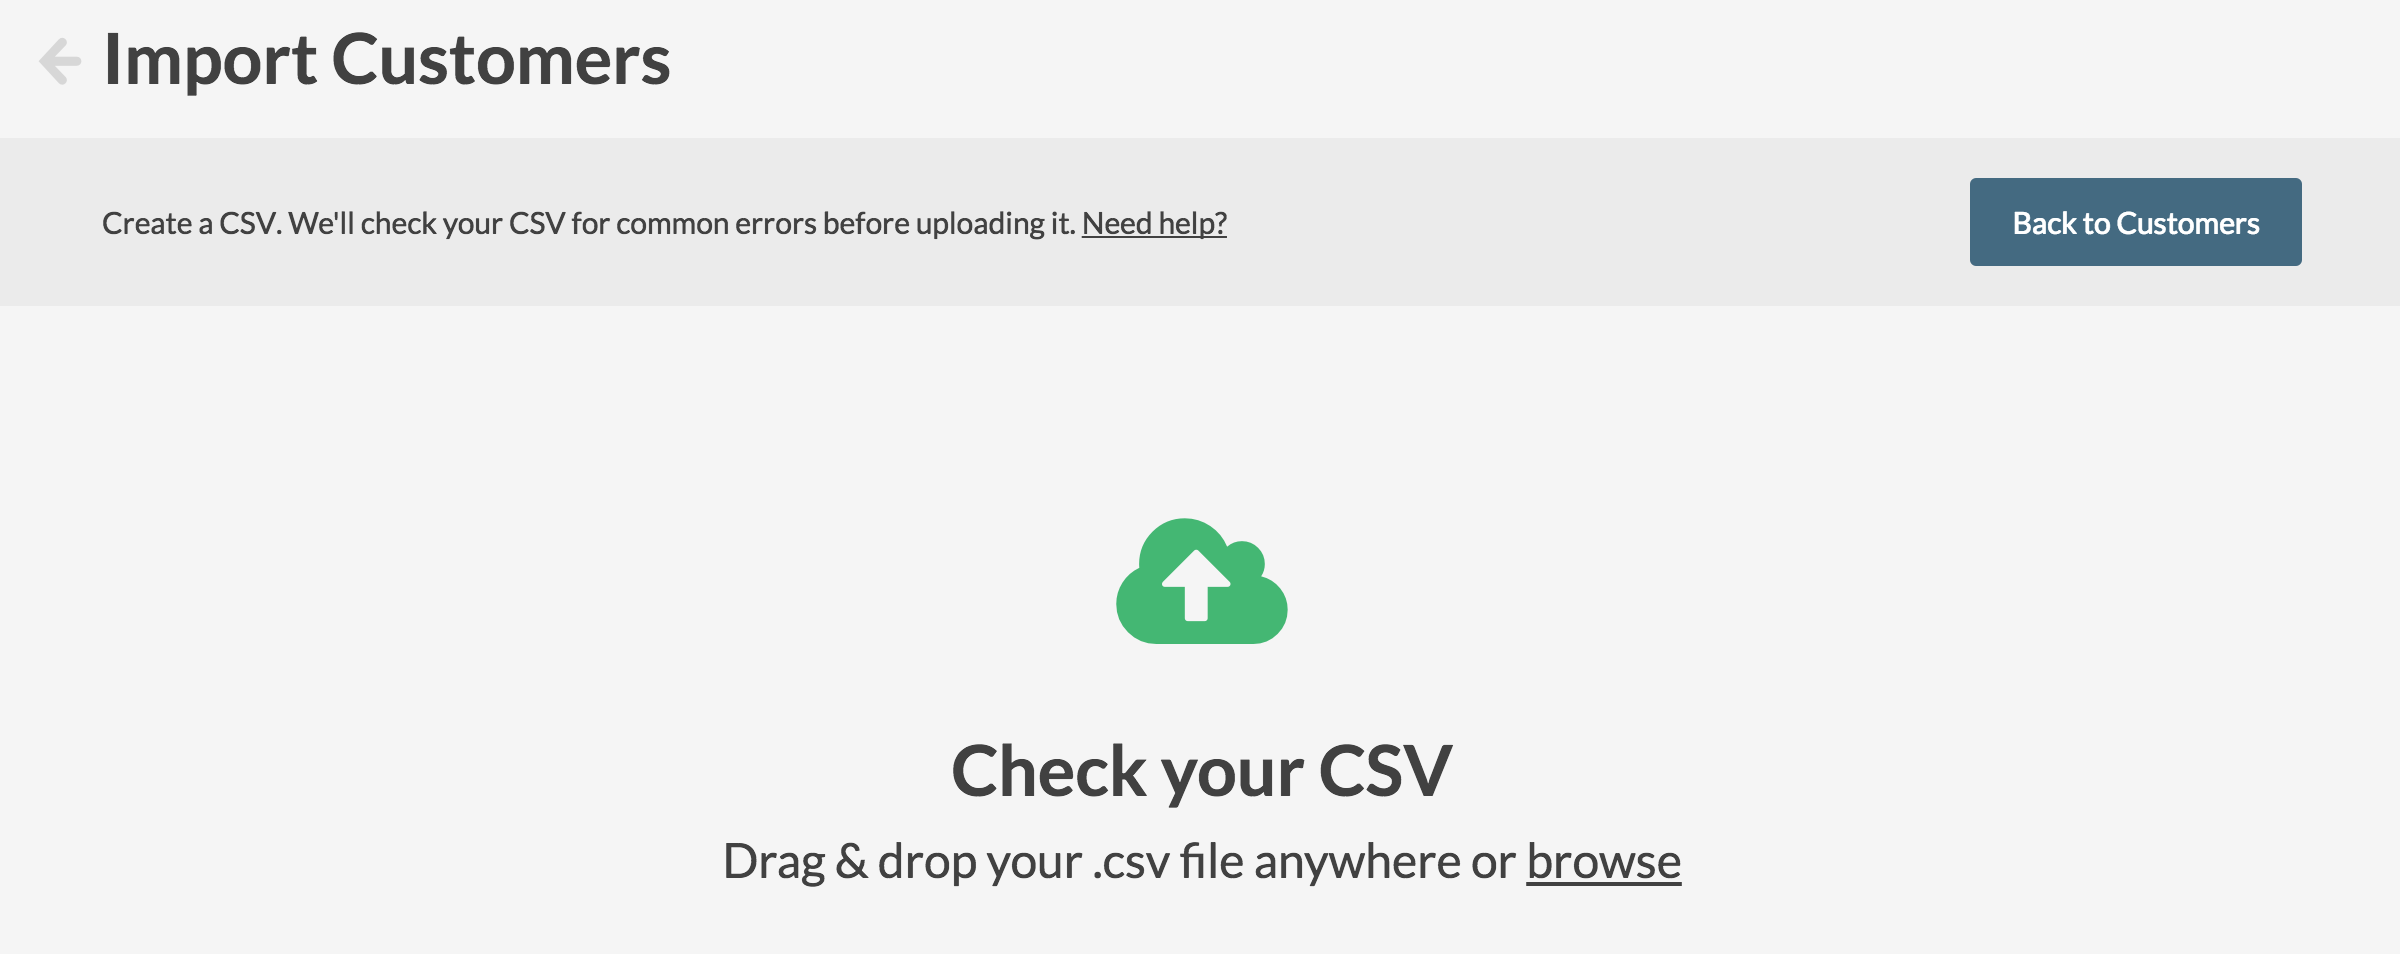 Import Customers
Create a CSV. We'll check your CSV for common errors before uploading it. Need help?
Back to Customers
Check your CSV
Drag & drop your .csv file anywhere or browse